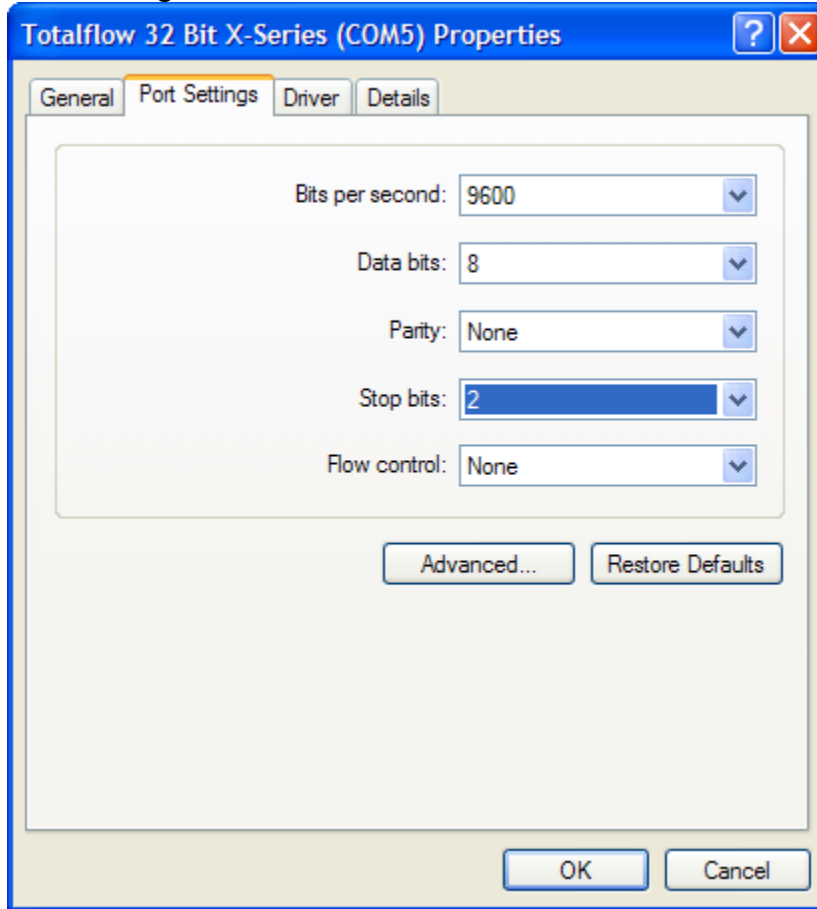 Totalflow 32 Bit X-Series (COM5) Properties
General Port Settings Driver Details
Bits per second: 9600
Data bits: 8
Parity: None
Stop bits: 2
Flow control: None
Advanced... Restore Defaults
OK Cancel